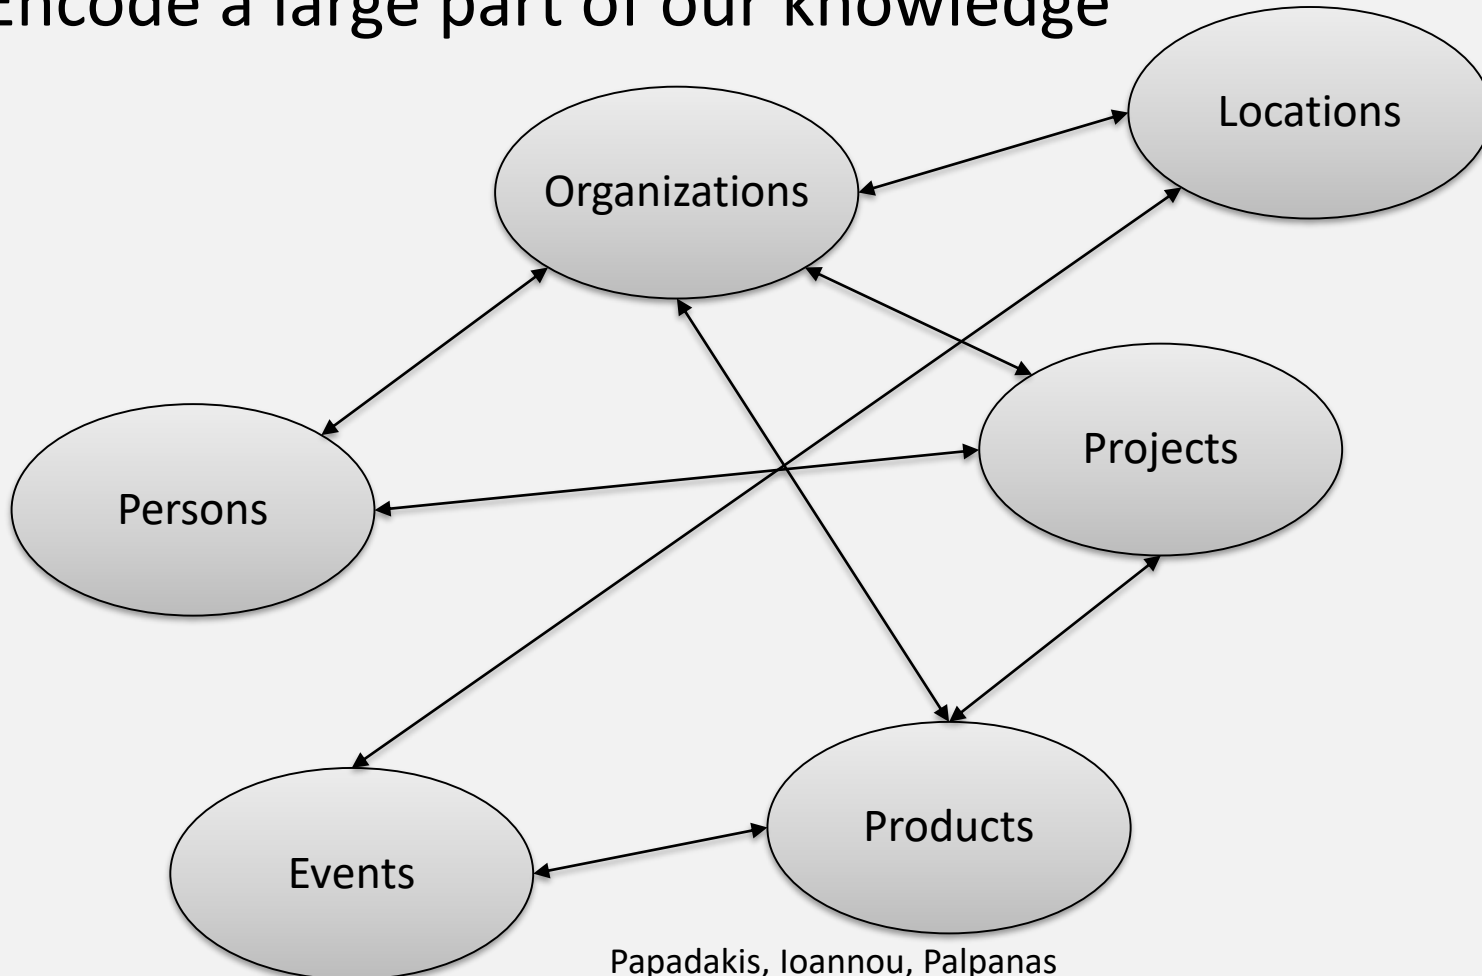 Encode a large part of our knowledge
Locations
Organizations
Projects
Persons
Products
Events
Papadakis, Ioannou, Palpanas